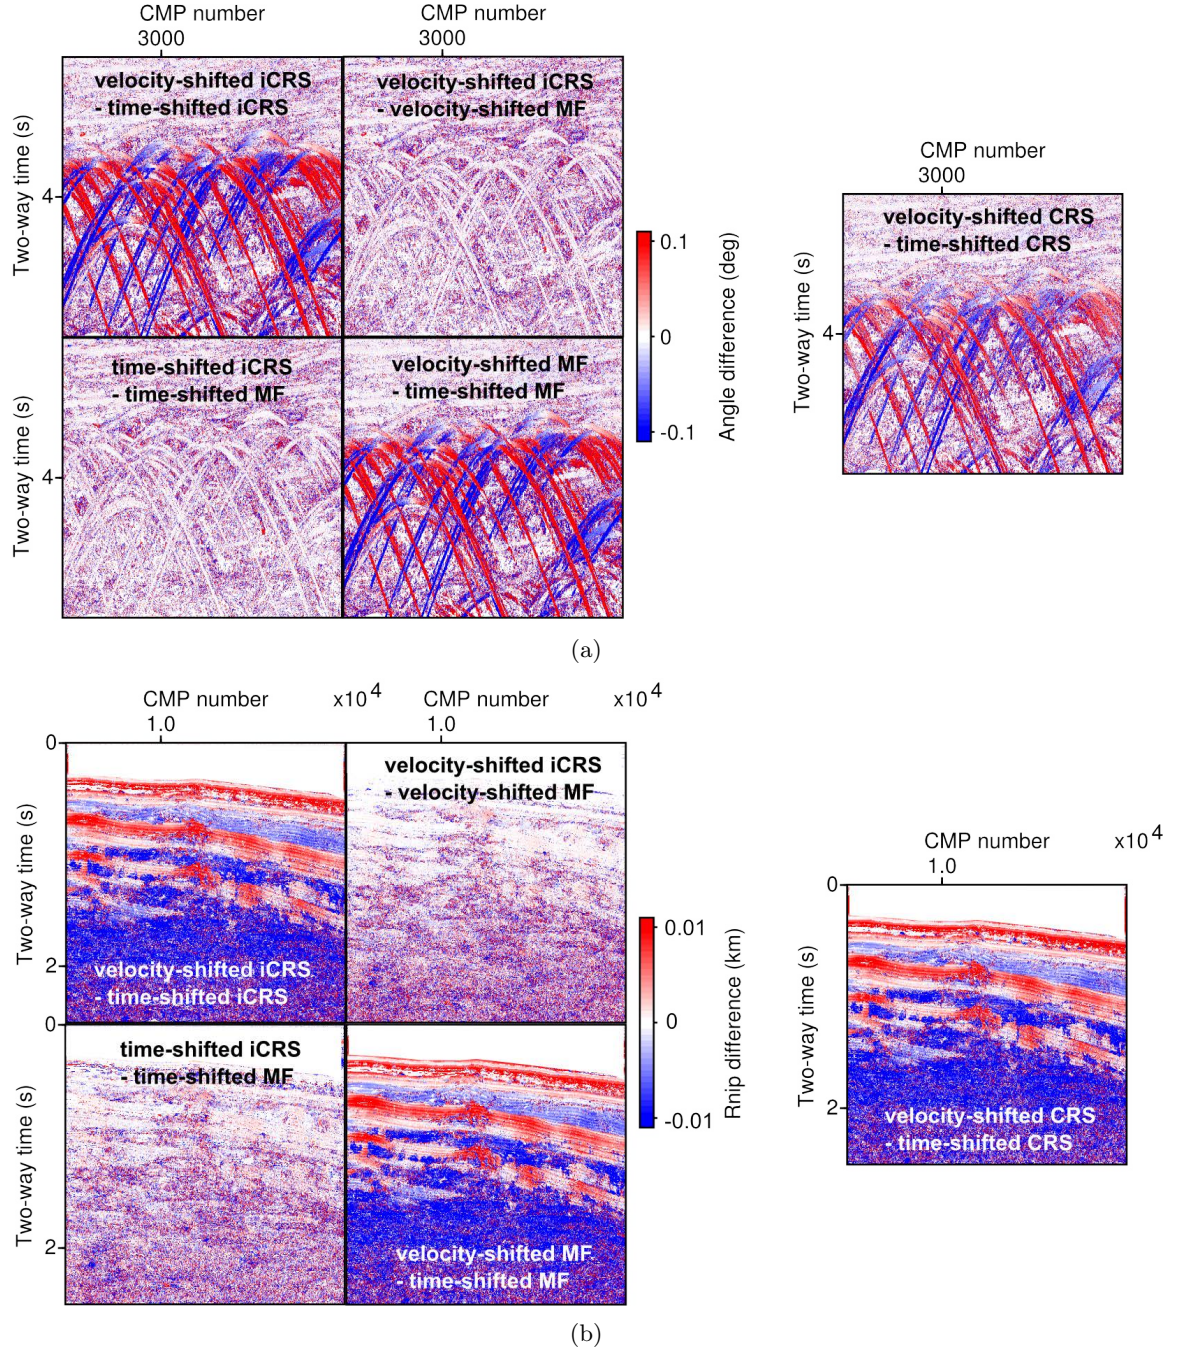 CMP number
3000
CMP number
3000
velocity-shifted iCRS
- time-shifted iCRS
velocity-shifted iCRS
- velocity-shifted MF
Two-way time (s)
4
time-shifted iCRS
- time-shifted MF
velocity-shifted MF
- time-shifted MF
Two-way time (s)
4
0.1
0
-0.1
Angle difference (deg)
CMP number
3000
velocity-shifted CRS
- time-shifted CRS
Two-way time (s)
4
(a)
CMP number
x10^4
1.0
CMP number
x10^4
1.0
0
velocity-shifted iCRS
- velocity-shifted MF
Two-way time (s)
2
velocity-shifted iCRS
- time-shifted iCRS
0
time-shifted iCRS
- time-shifted MF
Two-way time (s)
2
velocity-shifted MF
- time-shifted MF
0.01
0
-0.01
Rnip difference (km)
CMP number
x10^4
1.0
0
Two-way time (s)
2
velocity-shifted CRS
- time-shifted CRS
(b)